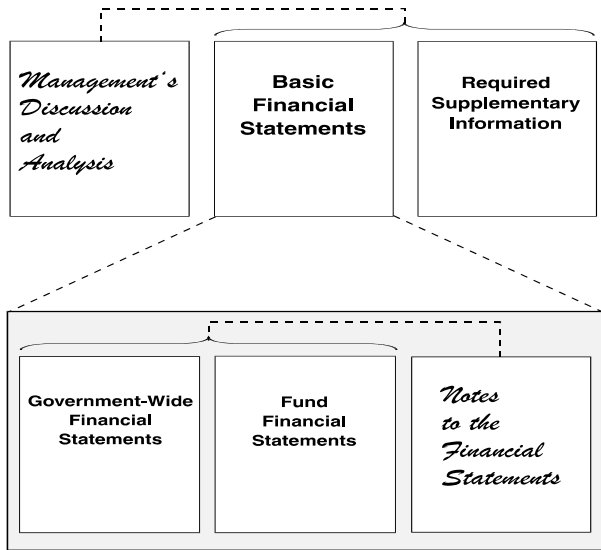 Management's
Discussion
and
Analysis
Basic
Financial
Statements
Required
Supplementary
Information
Government-Wide
Financial
Statements
Fund
Financial
Statements
Notes
to the
Financial
Statements